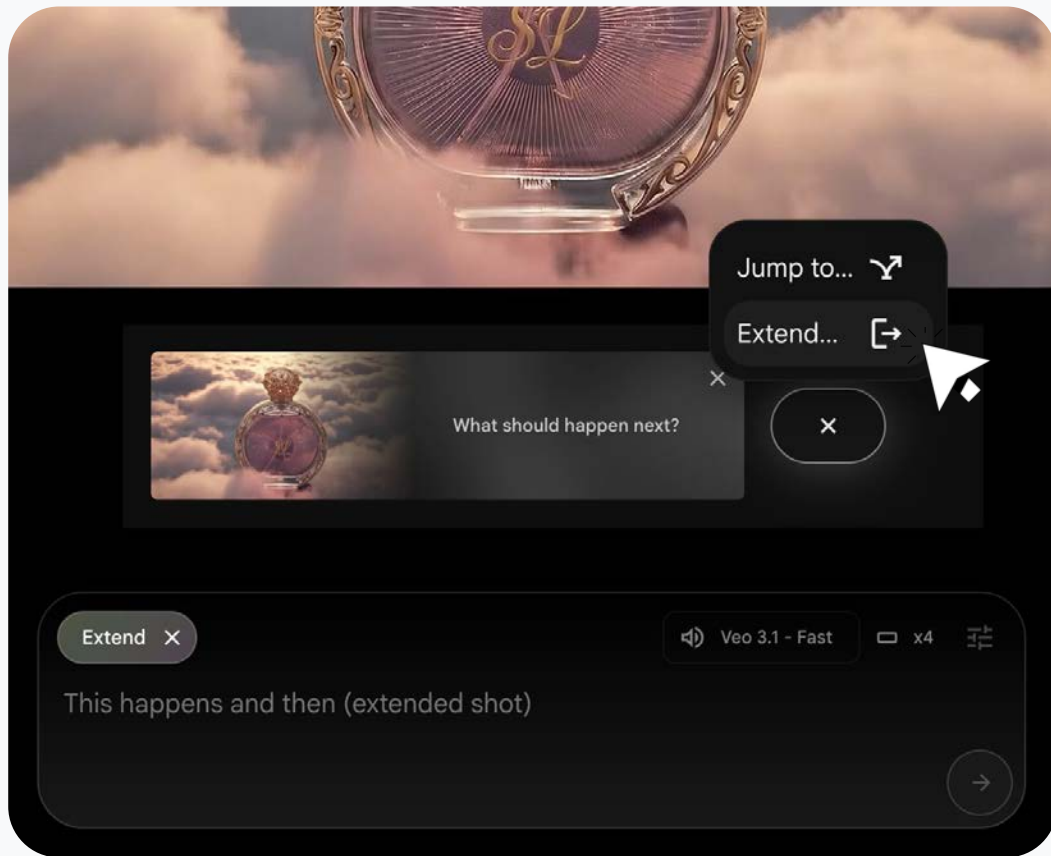 SL
Jump to...
Extend...
What should happen next?
Extend
Veo 3.1 - Fast
x4
This happens and then (extended shot)